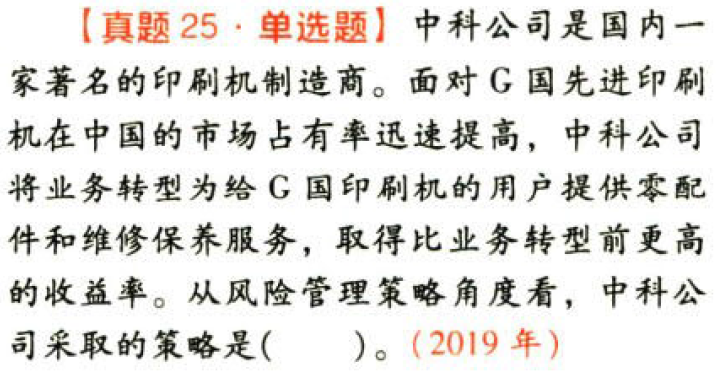 【真题 25·单选题】中科公司是国内一
家著名的印刷机制造商。面对 G 国先进印刷
机在中国的市场占有率迅速提高，中科公司
将业务转型为给 G 国印刷机的用户提供零配
件和维修保养服务，取得比业务转型前更高
的收益率。从风险管理策略角度看，中科公
司采取的策略是(　　)。(2019 年)